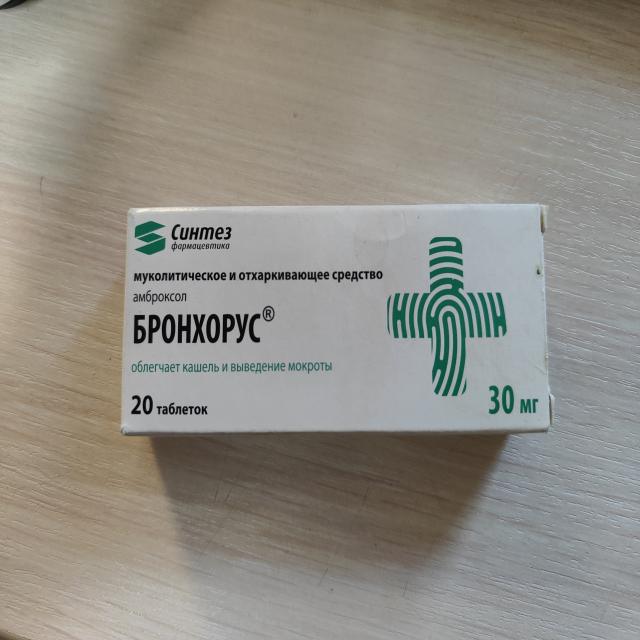 Синтез
фармацевтика
муколитическое и отхаркивающее средство
амброксол
БРОНХОРУС®
облегчает кашель и выведение мокроты
20 таблеток
30 мг